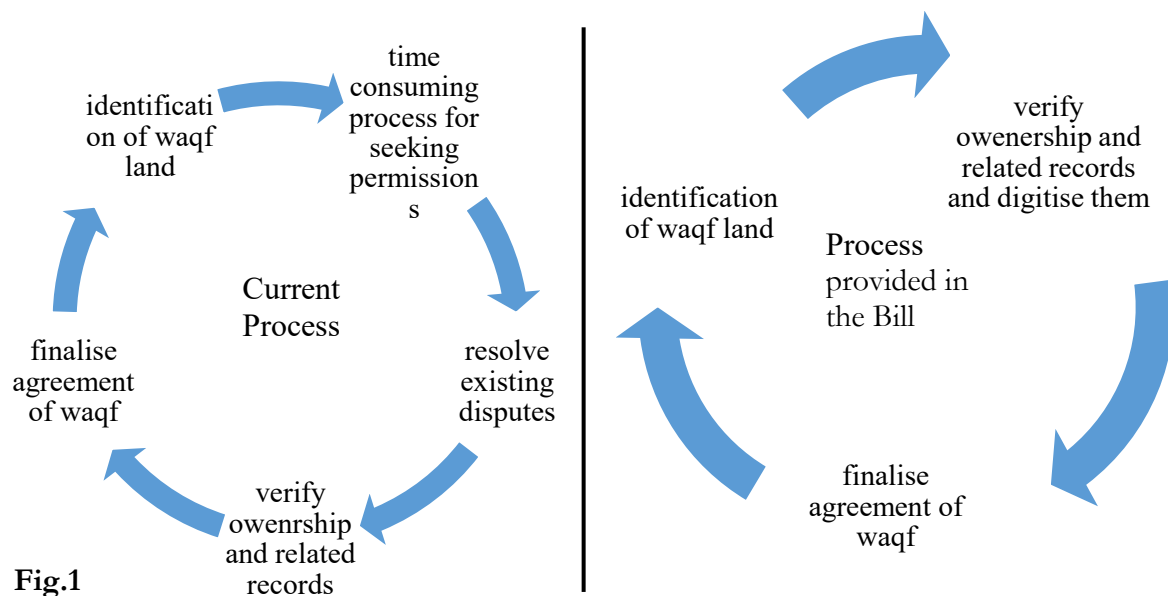 identificati
on of waqf
land
time
consuming
process for
seeking
permission
s
resolve
existing
disputes
verify
owenrship
and related
records
finalise
agreement
of waqf
Current
Process
Fig.1
identification
of waqf land
verify
owenership and
related records
and digitise them
finalise
agreement of
waqf
Process
provided in
the Bill